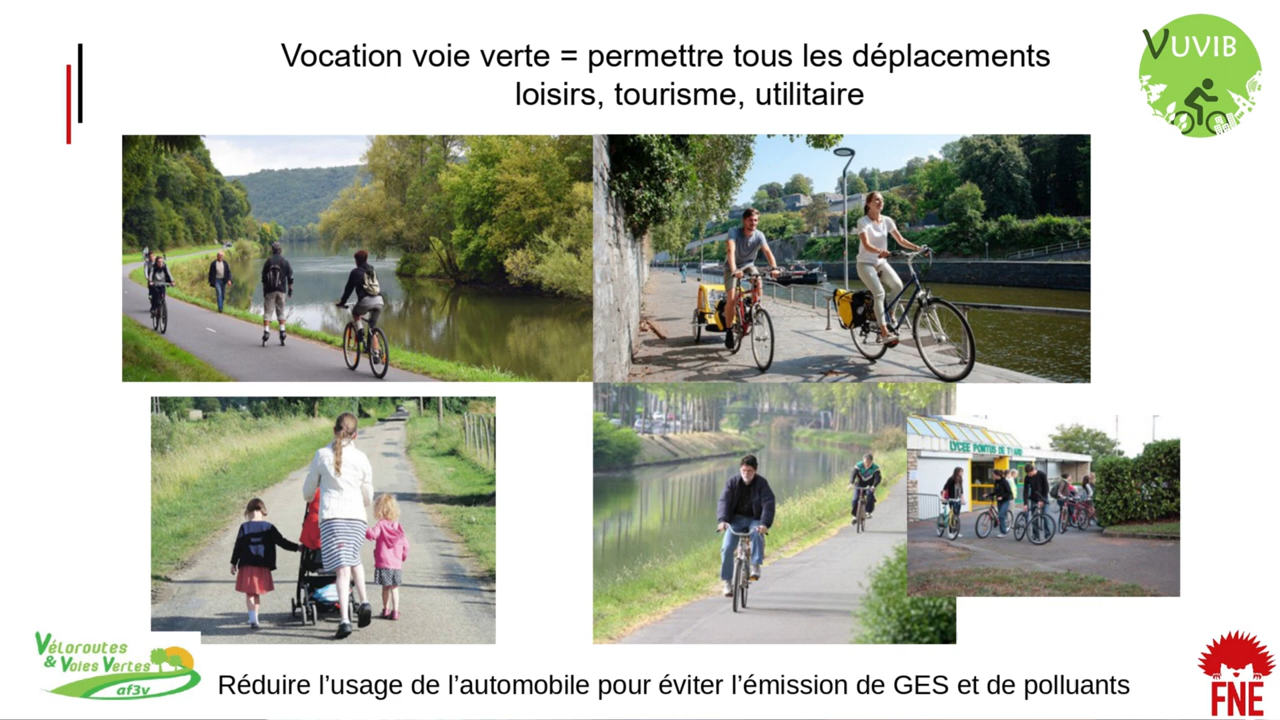 Vocation voie verte = permettre tous les déplacements
loisirs, tourisme, utilitaire
VUVIB
LYCEE PONTUS DE TYARD
Véloroutes
& Voies Vertes
af3v
Réduire l’usage de l’automobile pour éviter l’émission de GES et de polluants
FNE